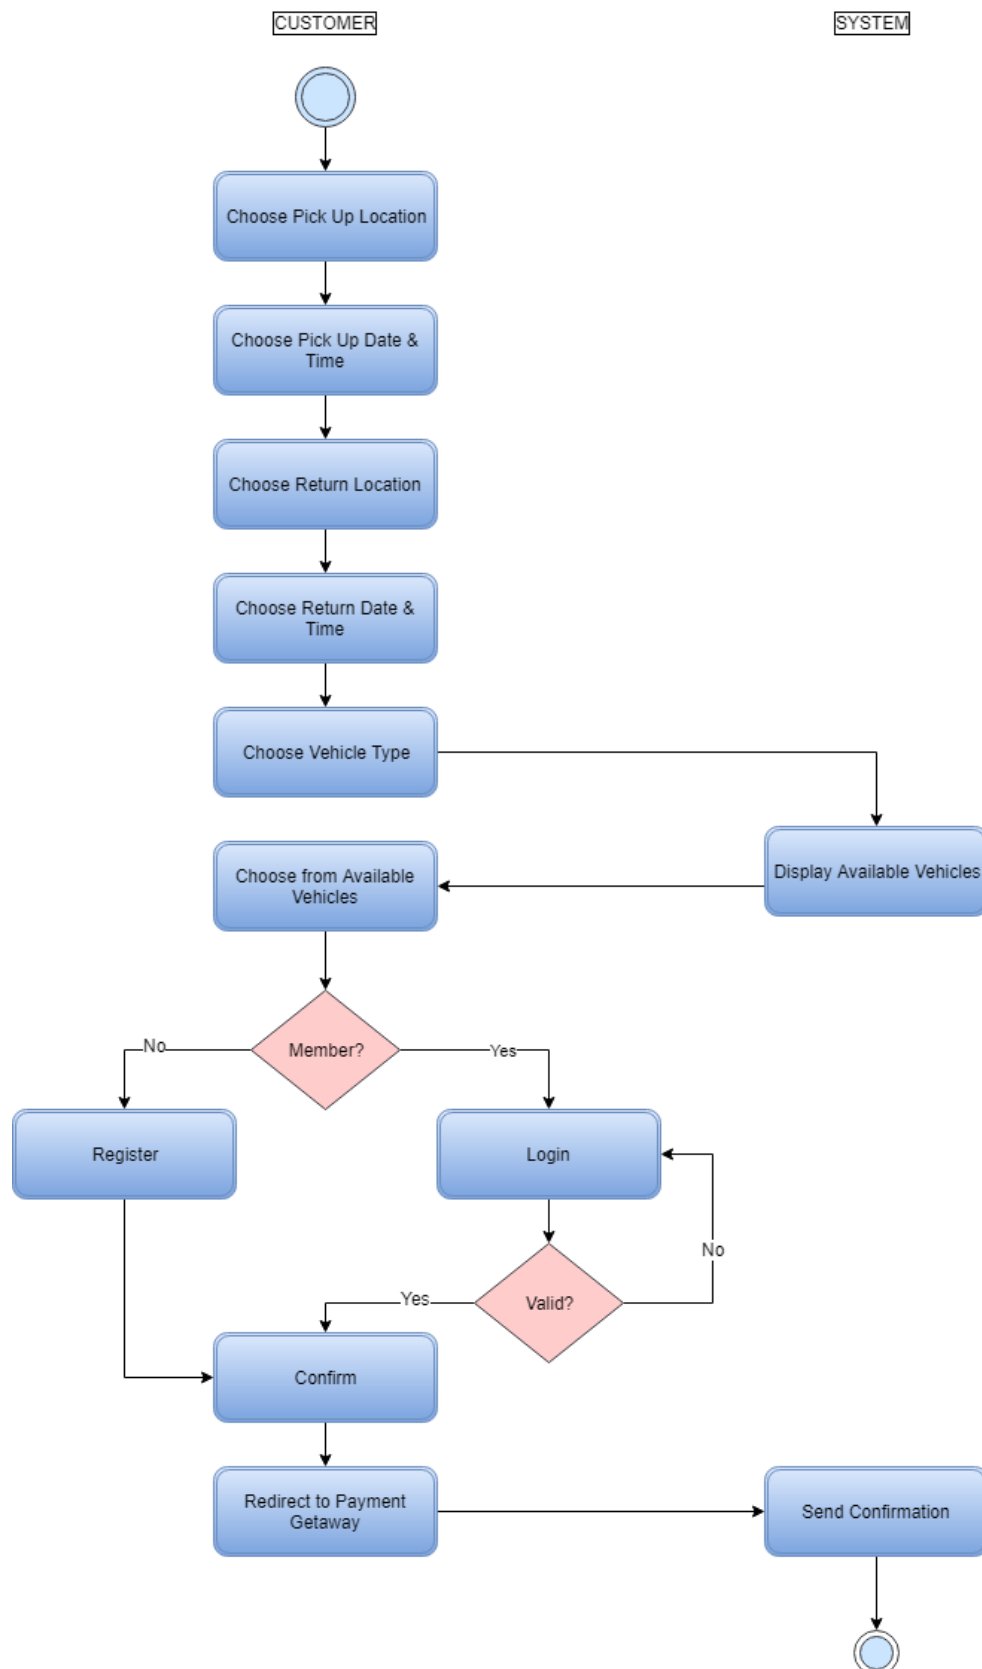 CUSTOMER
SYSTEM
Choose Pick Up Location
Choose Pick Up Date &
Time
Choose Return Location
Choose Return Date &
Time
Choose Vehicle Type
Display Available Vehicles
Choose from Available
Vehicles
Member?
No
Yes
Register
Login
No
Valid?
Yes
Confirm
Redirect to Payment
Getaway
Send Confirmation